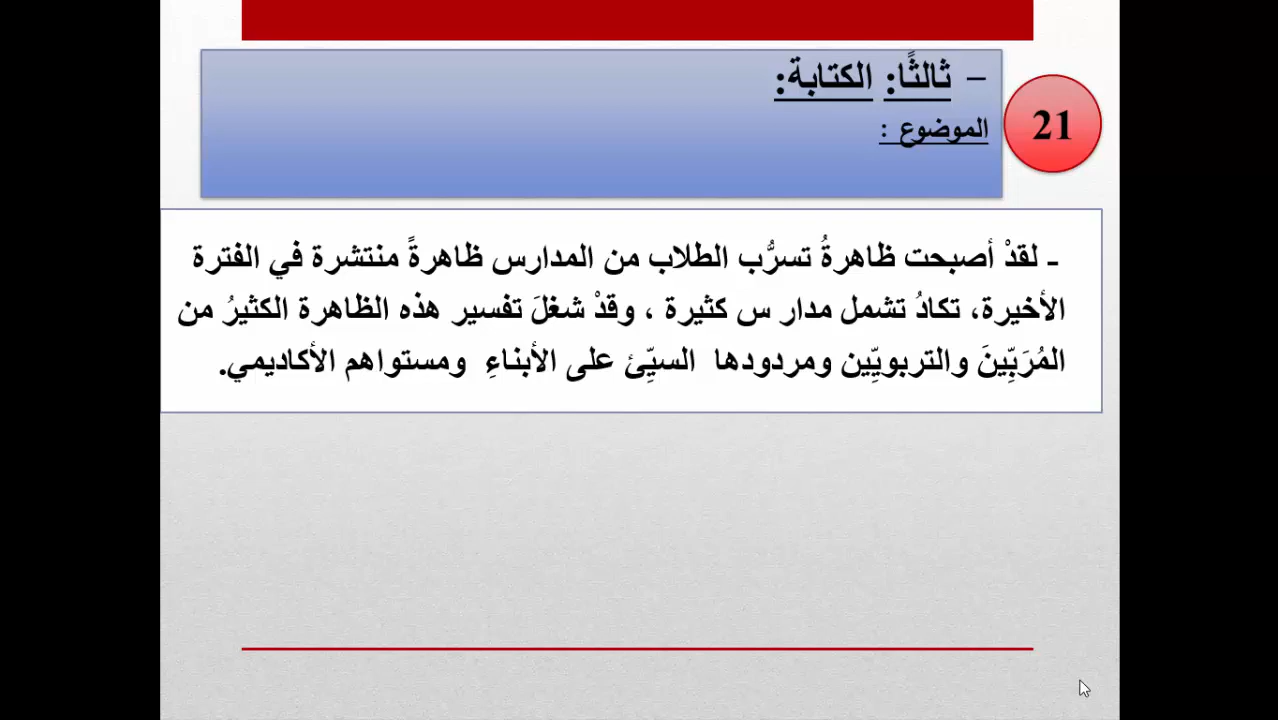 – ثالثًا: الكتابة:
الموضوع :
21
- لقدْ أصبحت ظاهرةُ تسرُّب الطلاب من المدارس ظاهرةً منتشرة في الفترة
الأخيرة، تكادُ تشمل مدار س كثيرة ، وقدْ شغلَ تفسير هذه الظاهرة الكثيرُ من
المُرَبِّينَ والتربويِّين ومردودها السيِّئ على الأبناءِ ومستواهم الأكاديمي.